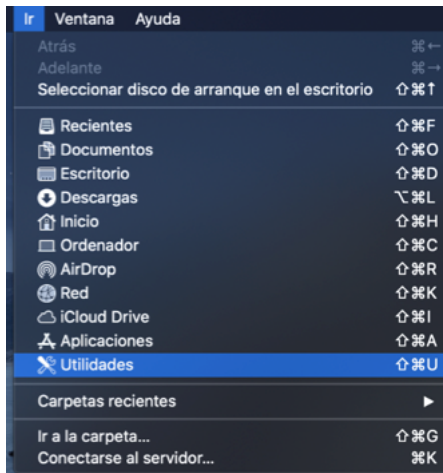 Ir Ventana Ayuda
Atrás ⌘←
Adelante ⌘→
Seleccionar disco de arranque en el escritorio ⇧⌘↑
Recientes ⇧⌘F
Documentos ⇧⌘O
Escritorio ⇧⌘D
Descargas ⌥⌘L
Inicio ⇧⌘H
Ordenador ⇧⌘C
AirDrop ⇧⌘R
Red ⇧⌘K
iCloud Drive ⇧⌘I
Aplicaciones ⇧⌘A
Utilidades ⇧⌘U
Carpetas recientes ▶
Ir a la carpeta... ⇧⌘G
Conectarse al servidor... ⌘K